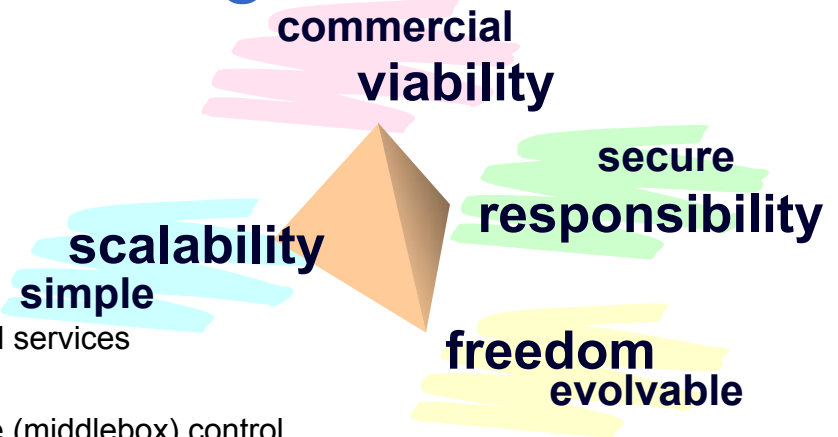 commercial
viability
secure
responsibility
scalability
simple
services
freedom
evolvable
(middlebox) control